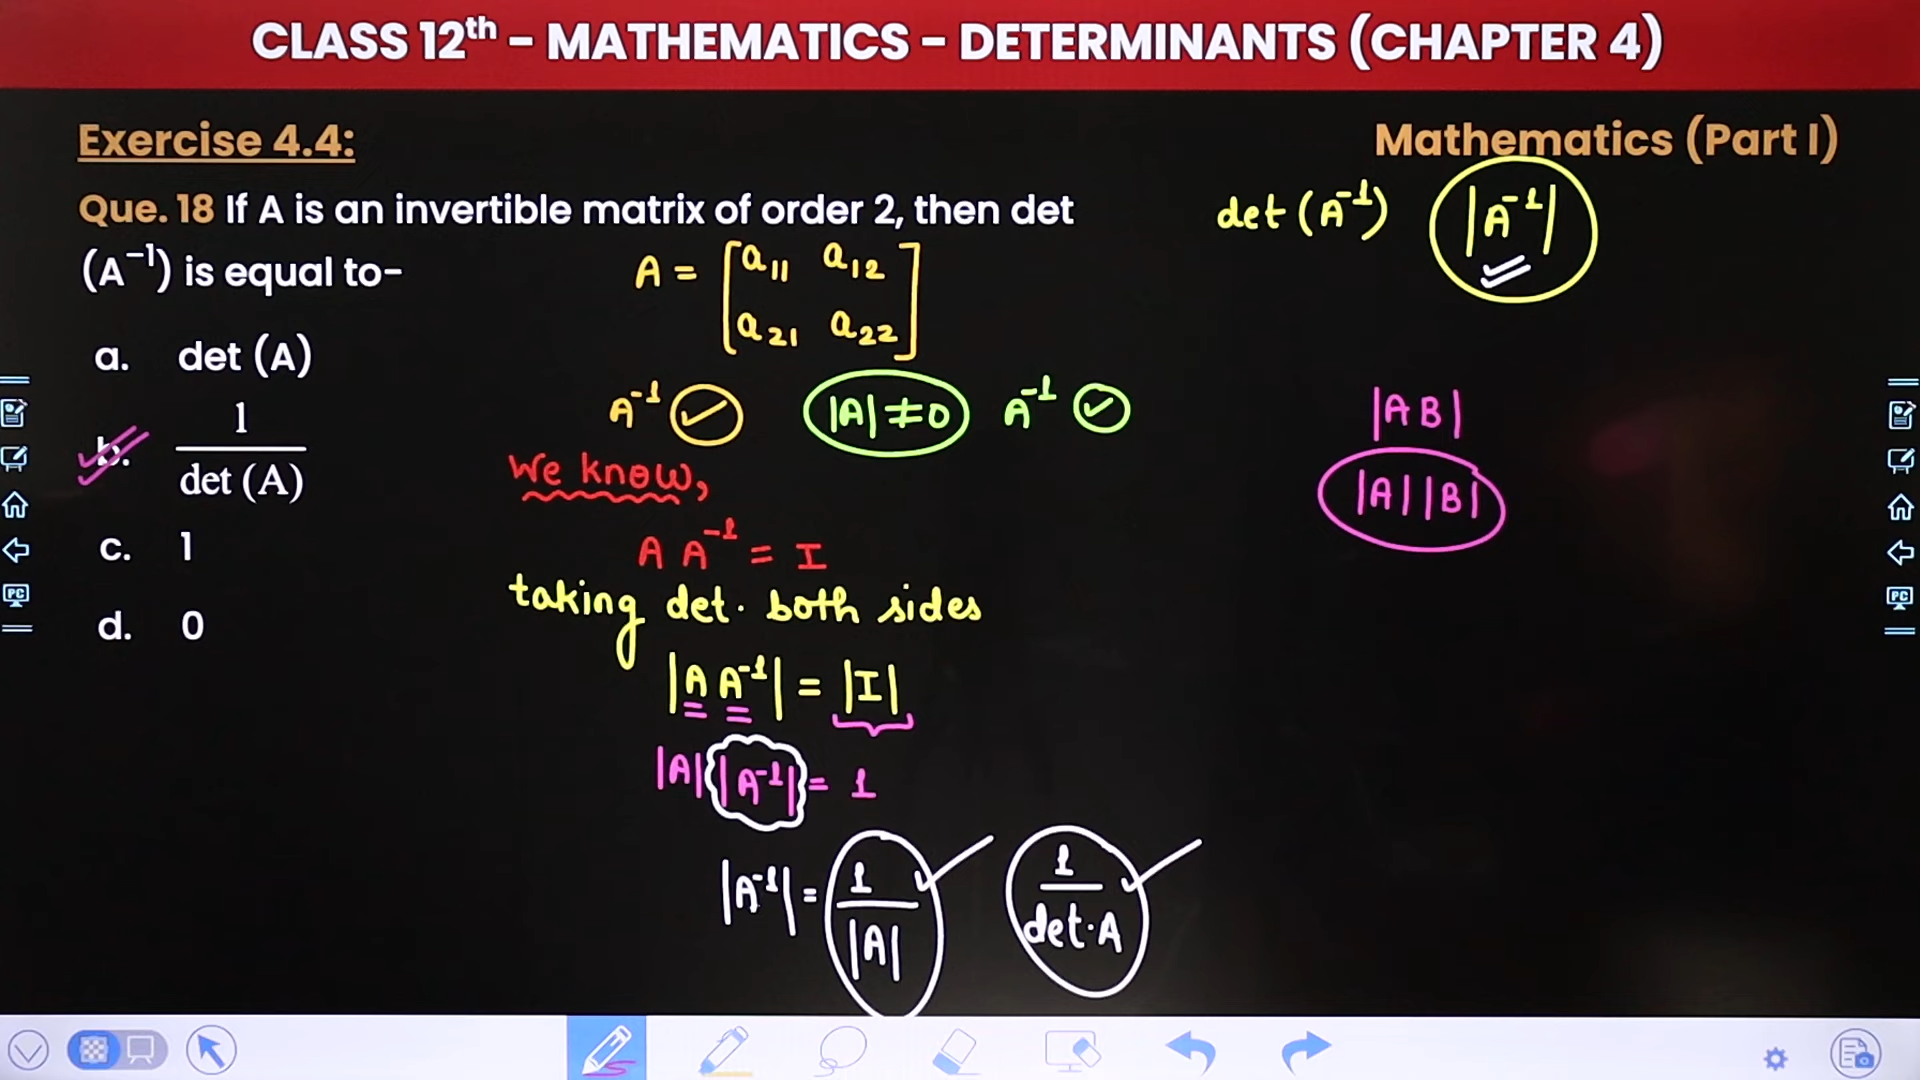 CLASS 12th - MATHEMATICS - DETERMINANTS (CHAPTER 4)
Exercise 4.4:
Mathematics (Part I)
Que. 18 If A is an invertible matrix of order 2, then det
(A⁻¹) is equal to-
det (A⁻¹) |A⁻¹|
A = [a₁₁ a₁₂
a₂₁ a₂₂]
a. det (A)
b. 1
det (A)
c. 1
d. 0
A⁻¹ |A| ≠ 0 A⁻¹
we know,
A A⁻¹ = I
taking det. both sides
|A A⁻¹| = |I|
|A| |A⁻¹| = 1
|A⁻¹| = 1/|A| 1/det.A
|A B|
|A| |B|
PC
PC